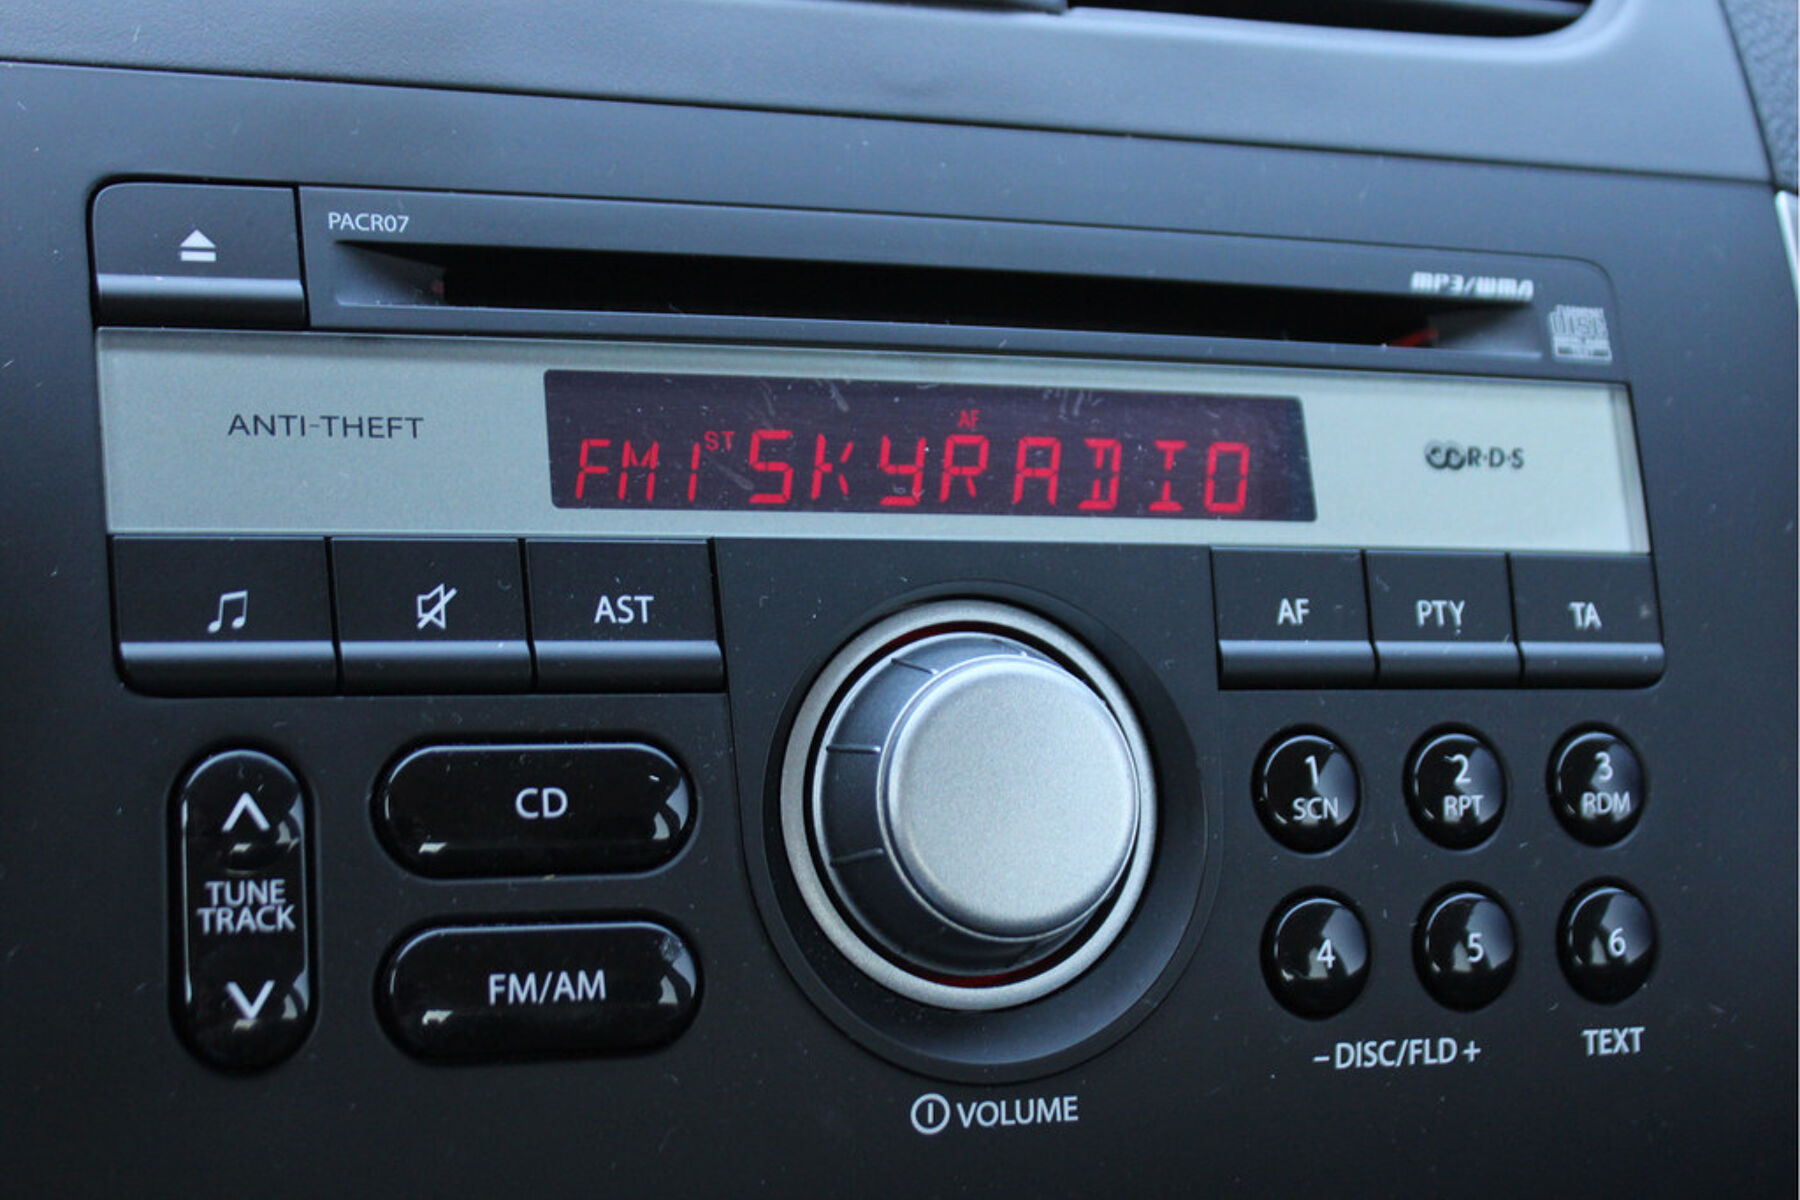 PACR07
MP3/WMA
DISC
ANTI-THEFT
AF
FM1 ST SKYRADIO
R·D·S
AST
AF
PTY
TA
CD
1
SCN
2
RPT
3
RDM
TUNE
TRACK
FM/AM
4
5
6
– DISC/FLD +
TEXT
VOLUME